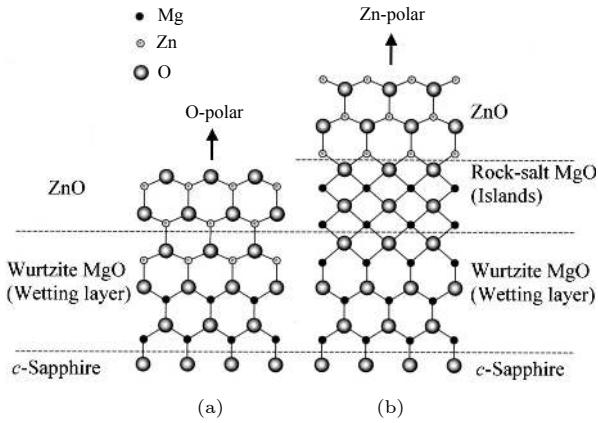 Mg
Zn
O
O-polar
ZnO
Wurtzite MgO
(Wetting layer)
c-Sapphire
(a)
Zn-polar
ZnO
Rock-salt MgO
(Islands)
Wurtzite MgO
(Wetting layer)
c-Sapphire
(b)